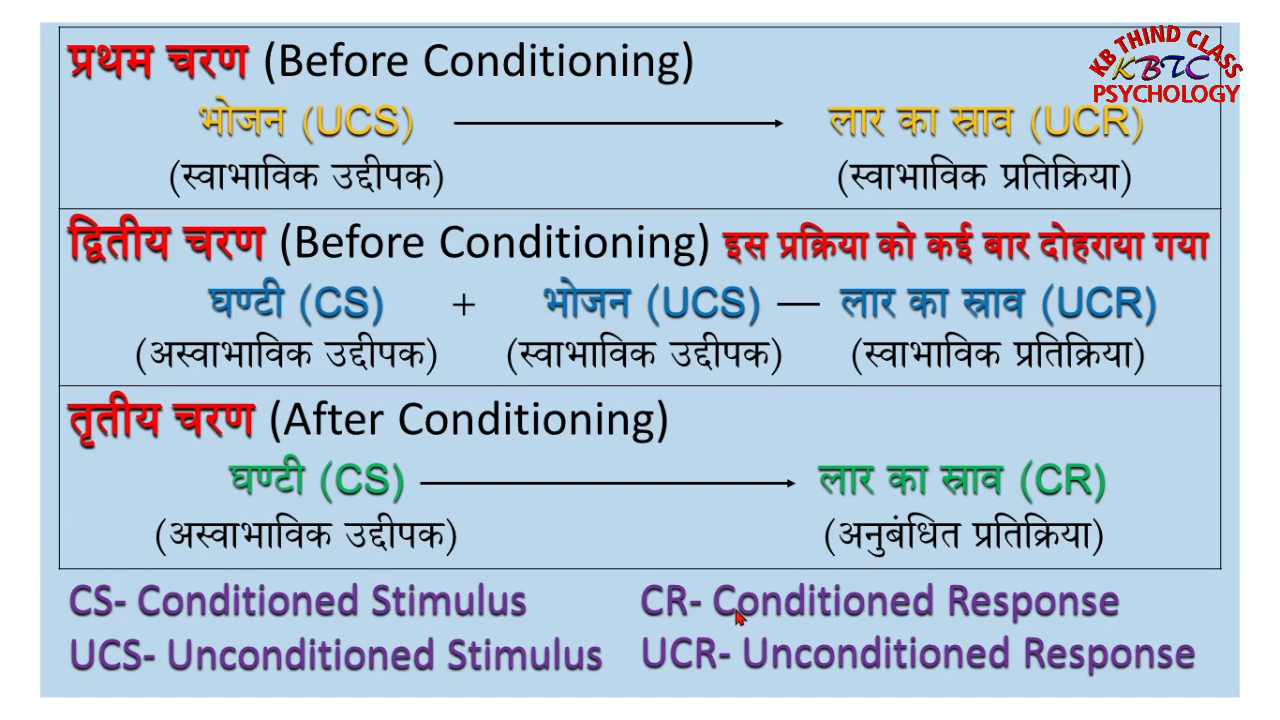 KB THIND CLASS
KBTC
PSYCHOLOGY
प्रथम चरण (Before Conditioning)
भोजन (UCS) लार का स्राव (UCR)
(स्वाभाविक उद्दीपक) (स्वाभाविक प्रतिक्रिया)
द्वितीय चरण (Before Conditioning) इस प्रक्रिया को कई बार दोहराया गया
घण्टी (CS) + भोजन (UCS) — लार का स्राव (UCR)
(अस्वाभाविक उद्दीपक) (स्वाभाविक उद्दीपक) (स्वाभाविक प्रतिक्रिया)
तृतीय चरण (After Conditioning)
घण्टी (CS) लार का स्राव (CR)
(अस्वाभाविक उद्दीपक) (अनुबंधित प्रतिक्रिया)
CS- Conditioned Stimulus CR- Conditioned Response
UCS- Unconditioned Stimulus UCR- Unconditioned Response